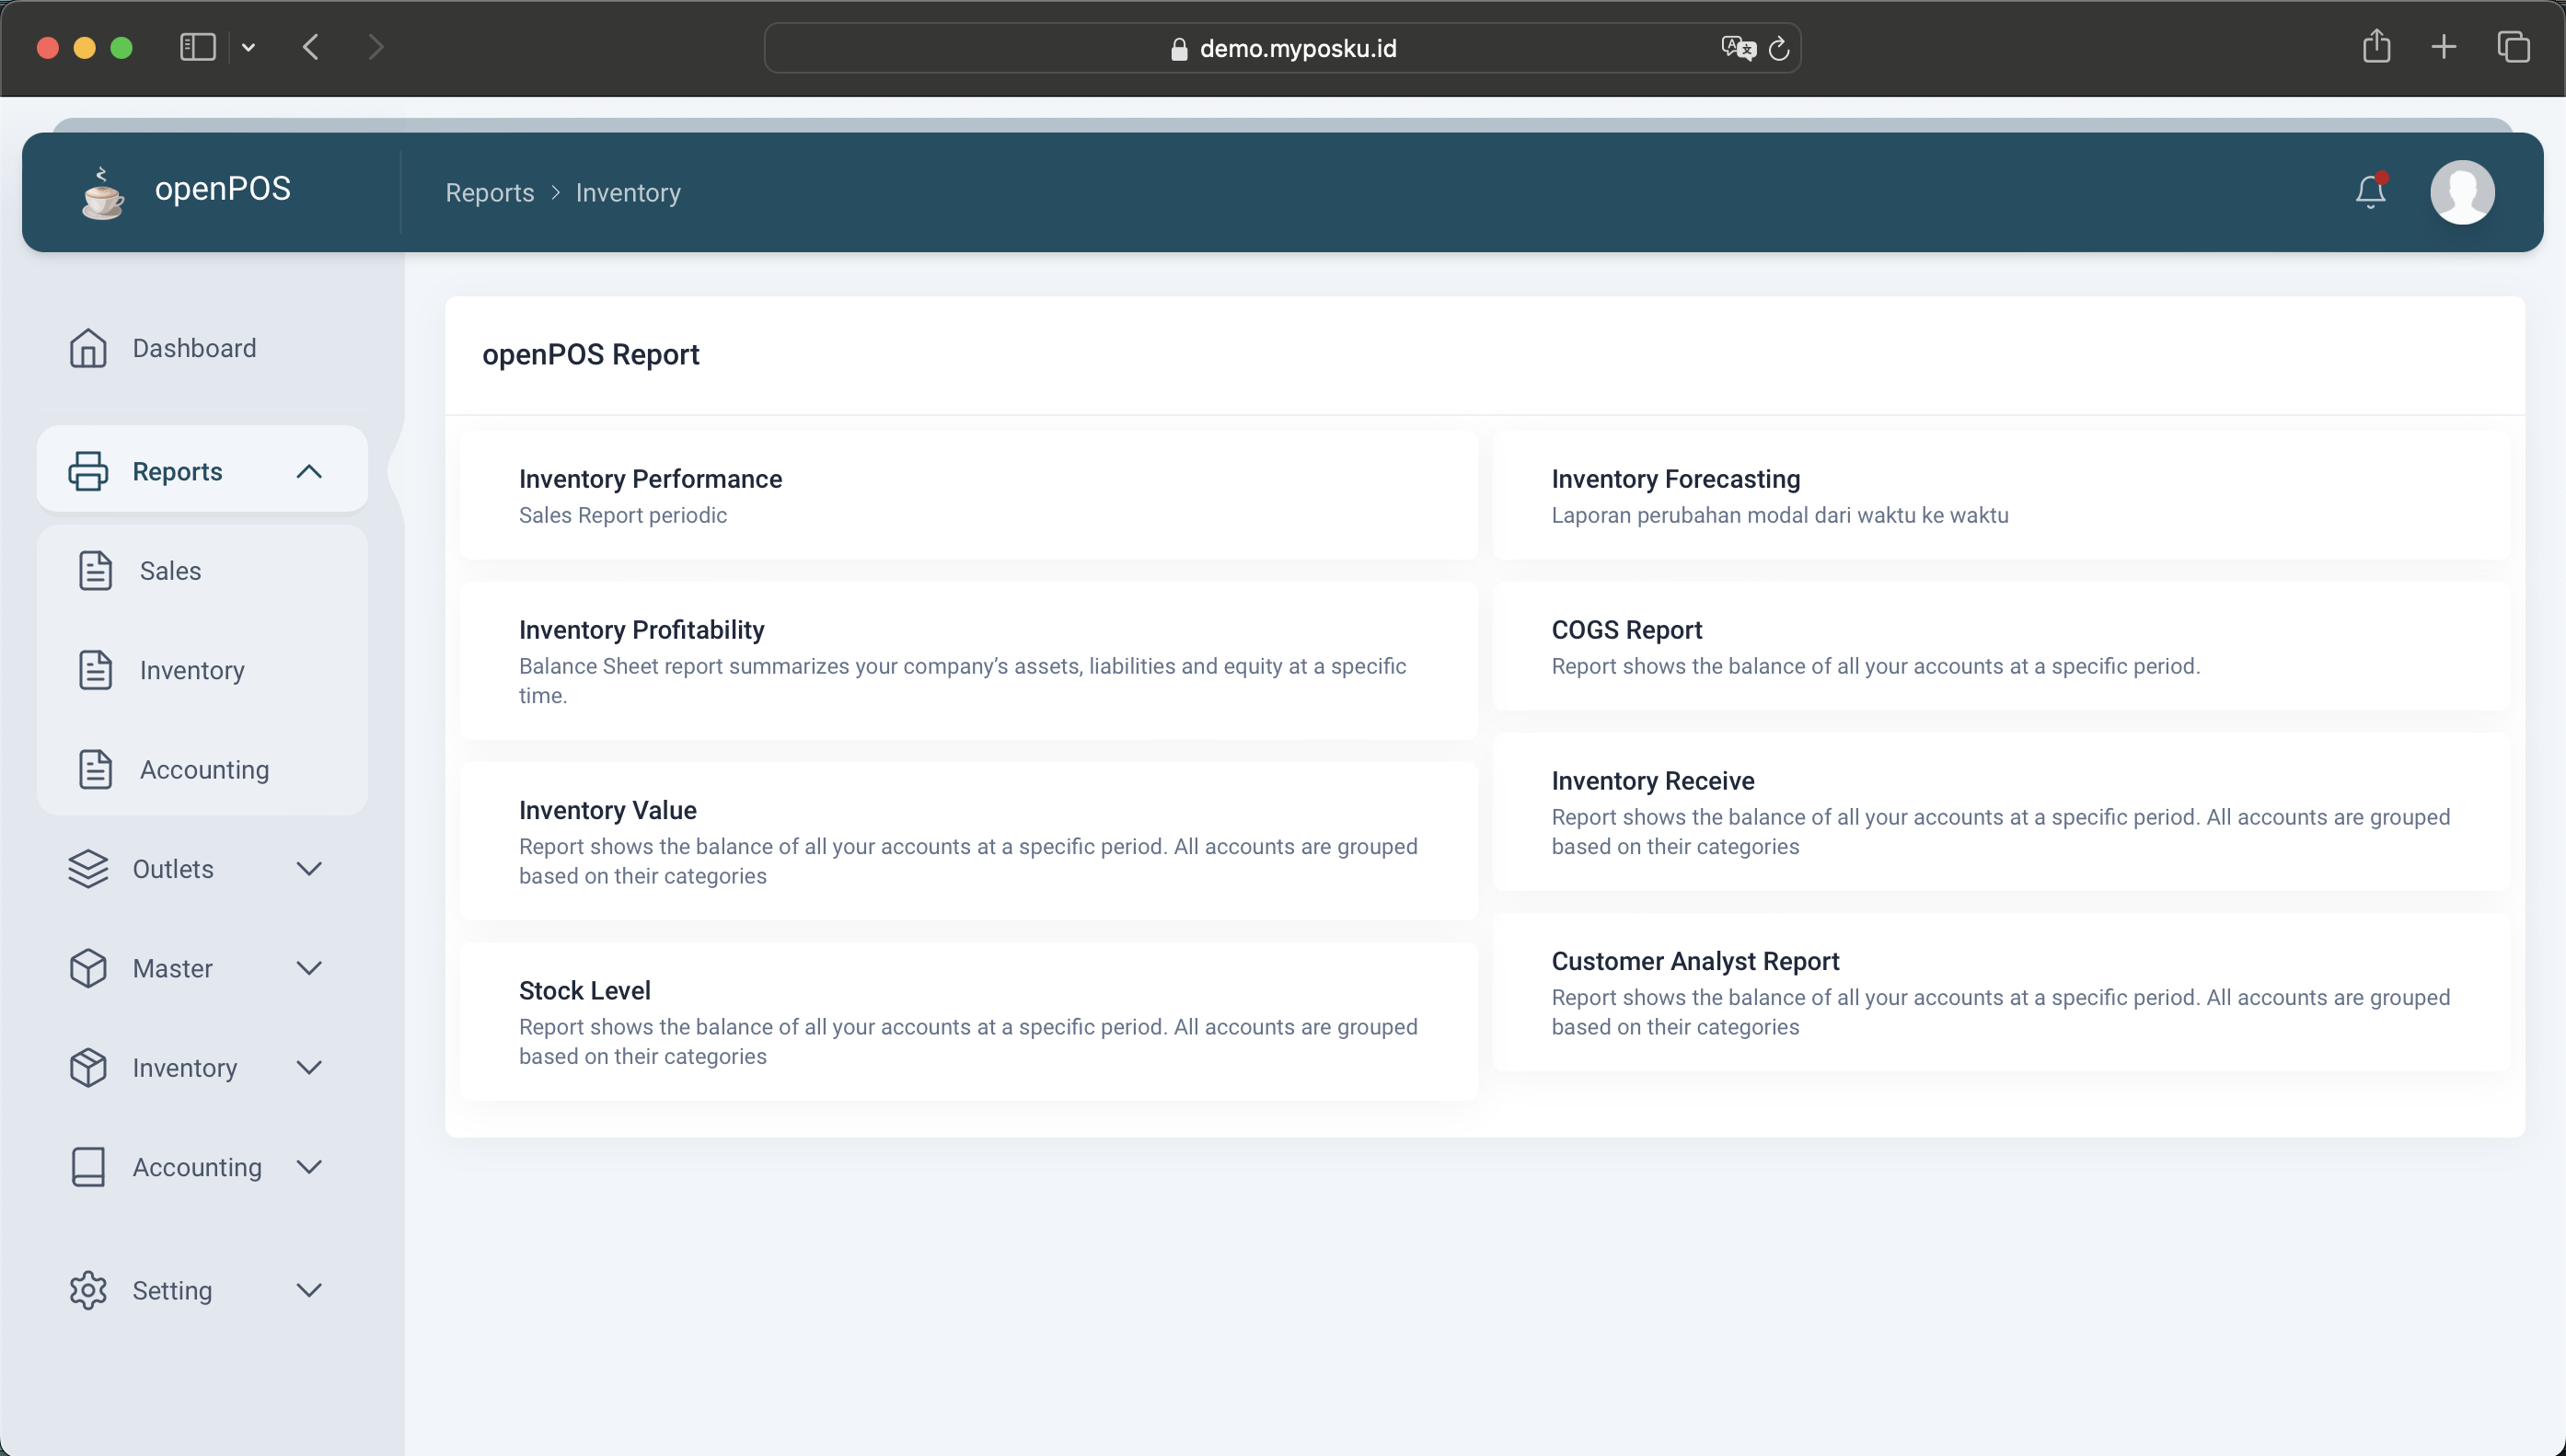 demo.myposku.id
openPOS
Reports > Inventory
Dashboard
Reports
Sales
Inventory
Accounting
Outlets
Master
Inventory
Accounting
Setting
openPOS Report
Inventory Performance
Sales Report periodic
Inventory Profitability
Balance Sheet report summarizes your company’s assets, liabilities and equity at a specific
time.
Inventory Value
Report shows the balance of all your accounts at a specific period. All accounts are grouped
based on their categories
Stock Level
Report shows the balance of all your accounts at a specific period. All accounts are grouped
based on their categories
Inventory Forecasting
Laporan perubahan modal dari waktu ke waktu
COGS Report
Report shows the balance of all your accounts at a specific period.
Inventory Receive
Report shows the balance of all your accounts at a specific period. All accounts are grouped
based on their categories
Customer Analyst Report
Report shows the balance of all your accounts at a specific period. All accounts are grouped
based on their categories